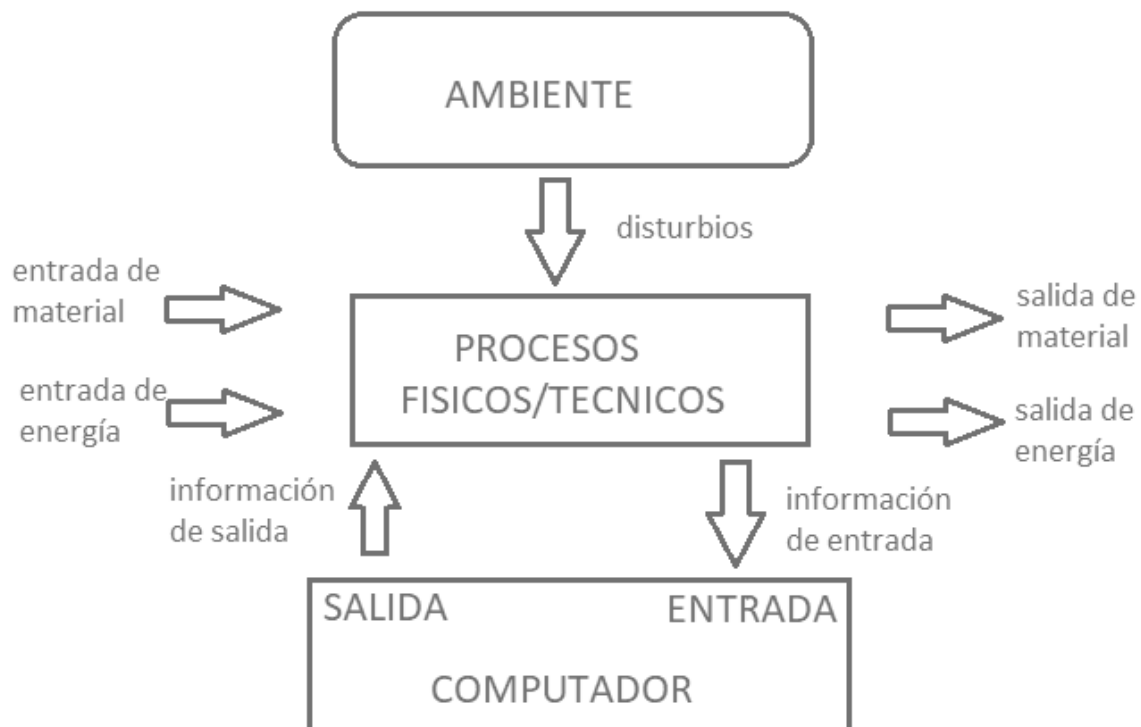 AMBIENTE
disturbios
entrada de
material
salida de
material
PROCESOS
FISICOS/TECNICOS
entrada de
energía
salida de
energía
información
de salida
información
de entrada
SALIDA
ENTRADA
COMPUTADOR